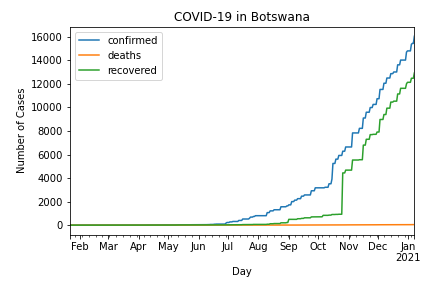 COVID-19 in Botswana
confirmed
deaths
recovered
Number of Cases
16000
14000
12000
10000
8000
6000
4000
2000
0
Feb Mar Apr May Jun Jul Aug Sep Oct Nov Dec Jan
2021
Day